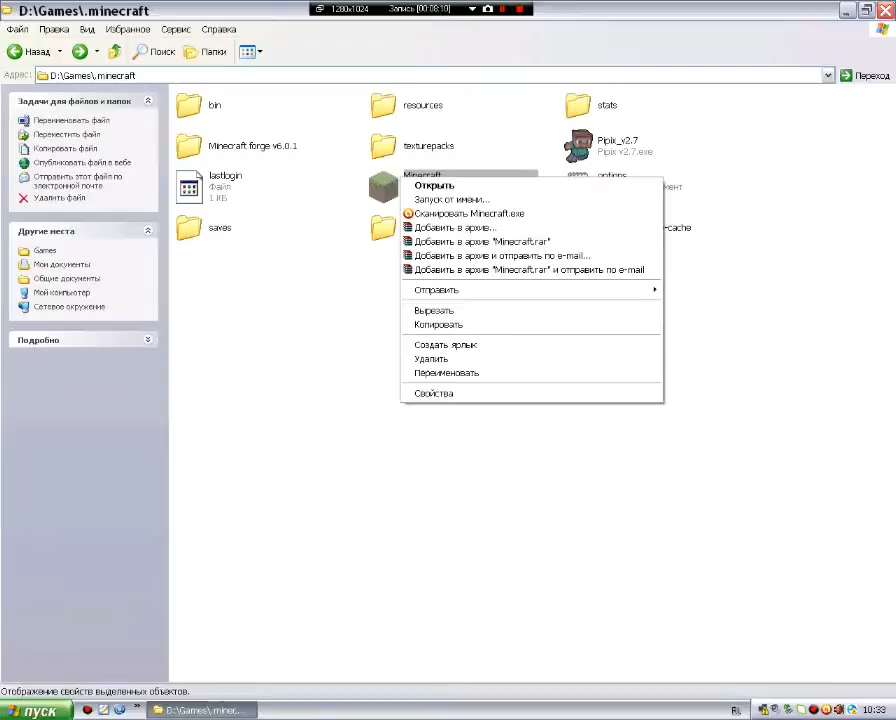 D:\Games\.minecraft
1280x1024
Запись [00:08:10]
Файл Правка Вид Избранное Сервис Справка
Назад Поиск Папки
Адрес: D:\Games\.minecraft Переход
Задачи для файлов и папок
Переименовать файл
Переместить файл
Копировать файл
Опубликовать файл в вебе
Отправить этот файл по
электронной почте
Удалить файл
Другие места
Games
Мои документы
Общие документы
Мой компьютер
Сетевое окружение
Подробно
bin
resources
stats
Minecraft forge v6.0.1
texturepacks
Pipix_v2.7
Pipix v2.7.exe
lastlogin
Файл
1 КБ
Minecraft
options
мент
saves
-cache
Открыть
Запуск от имени...
Сканировать Minecraft.exe
Добавить в архив...
Добавить в архив "Minecraft.rar"
Добавить в архив и отправить по e-mail...
Добавить в архив "Minecraft.rar" и отправить по e-mail
Отправить
Вырезать
Копировать
Создать ярлык
Удалить
Переименовать
Свойства
Отображение свойств выделенных объектов.
пуск
D:\Games\.minec...
RL
10:33